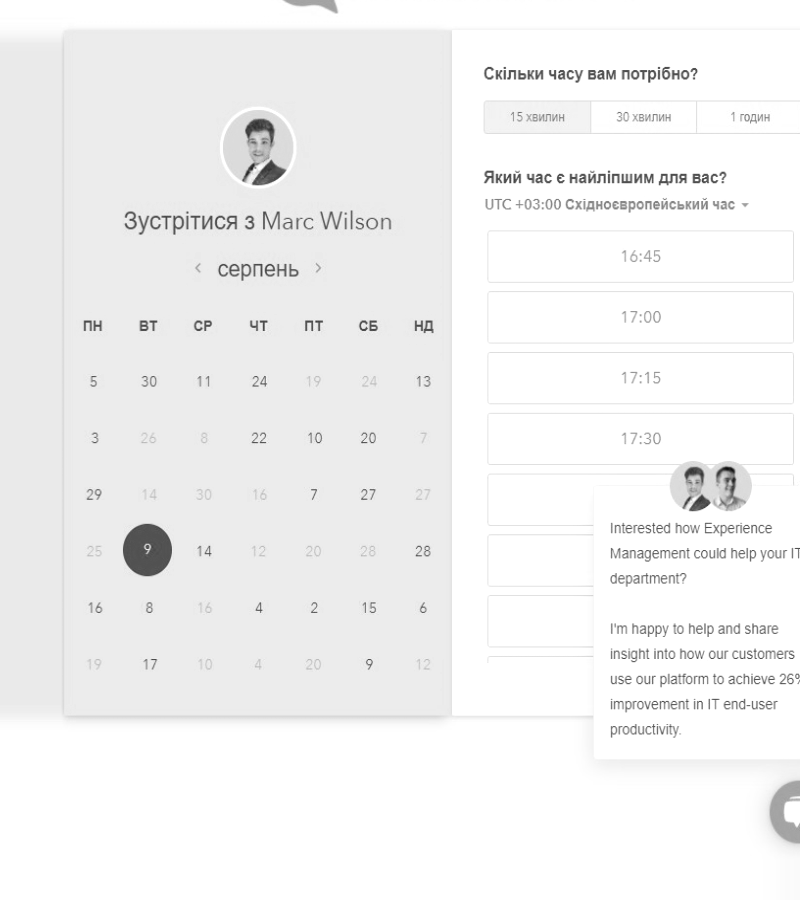 Зустрітися з Marc Wilson
серпень
ПН ВТ СР ЧТ ПТ СБ НД
5 30 11 24 19 24 13
3 26 8 22 10 20 7
29 14 30 16 7 27 27
25 9 14 12 20 28 28
16 8 16 4 2 15 6
19 17 10 4 20 9 12
Скільки часу вам потрібно?
15 хвилин 30 хвилин 1 годин
Який час є найліпшим для вас?
UTC +03:00 Східноєвропейський час
16:45
17:00
17:15
17:30
Interested how Experience
Management could help your IT
department?
I'm happy to help and share
insight into how our customers
use our platform to achieve 26%
improvement in IT end-user
productivity.